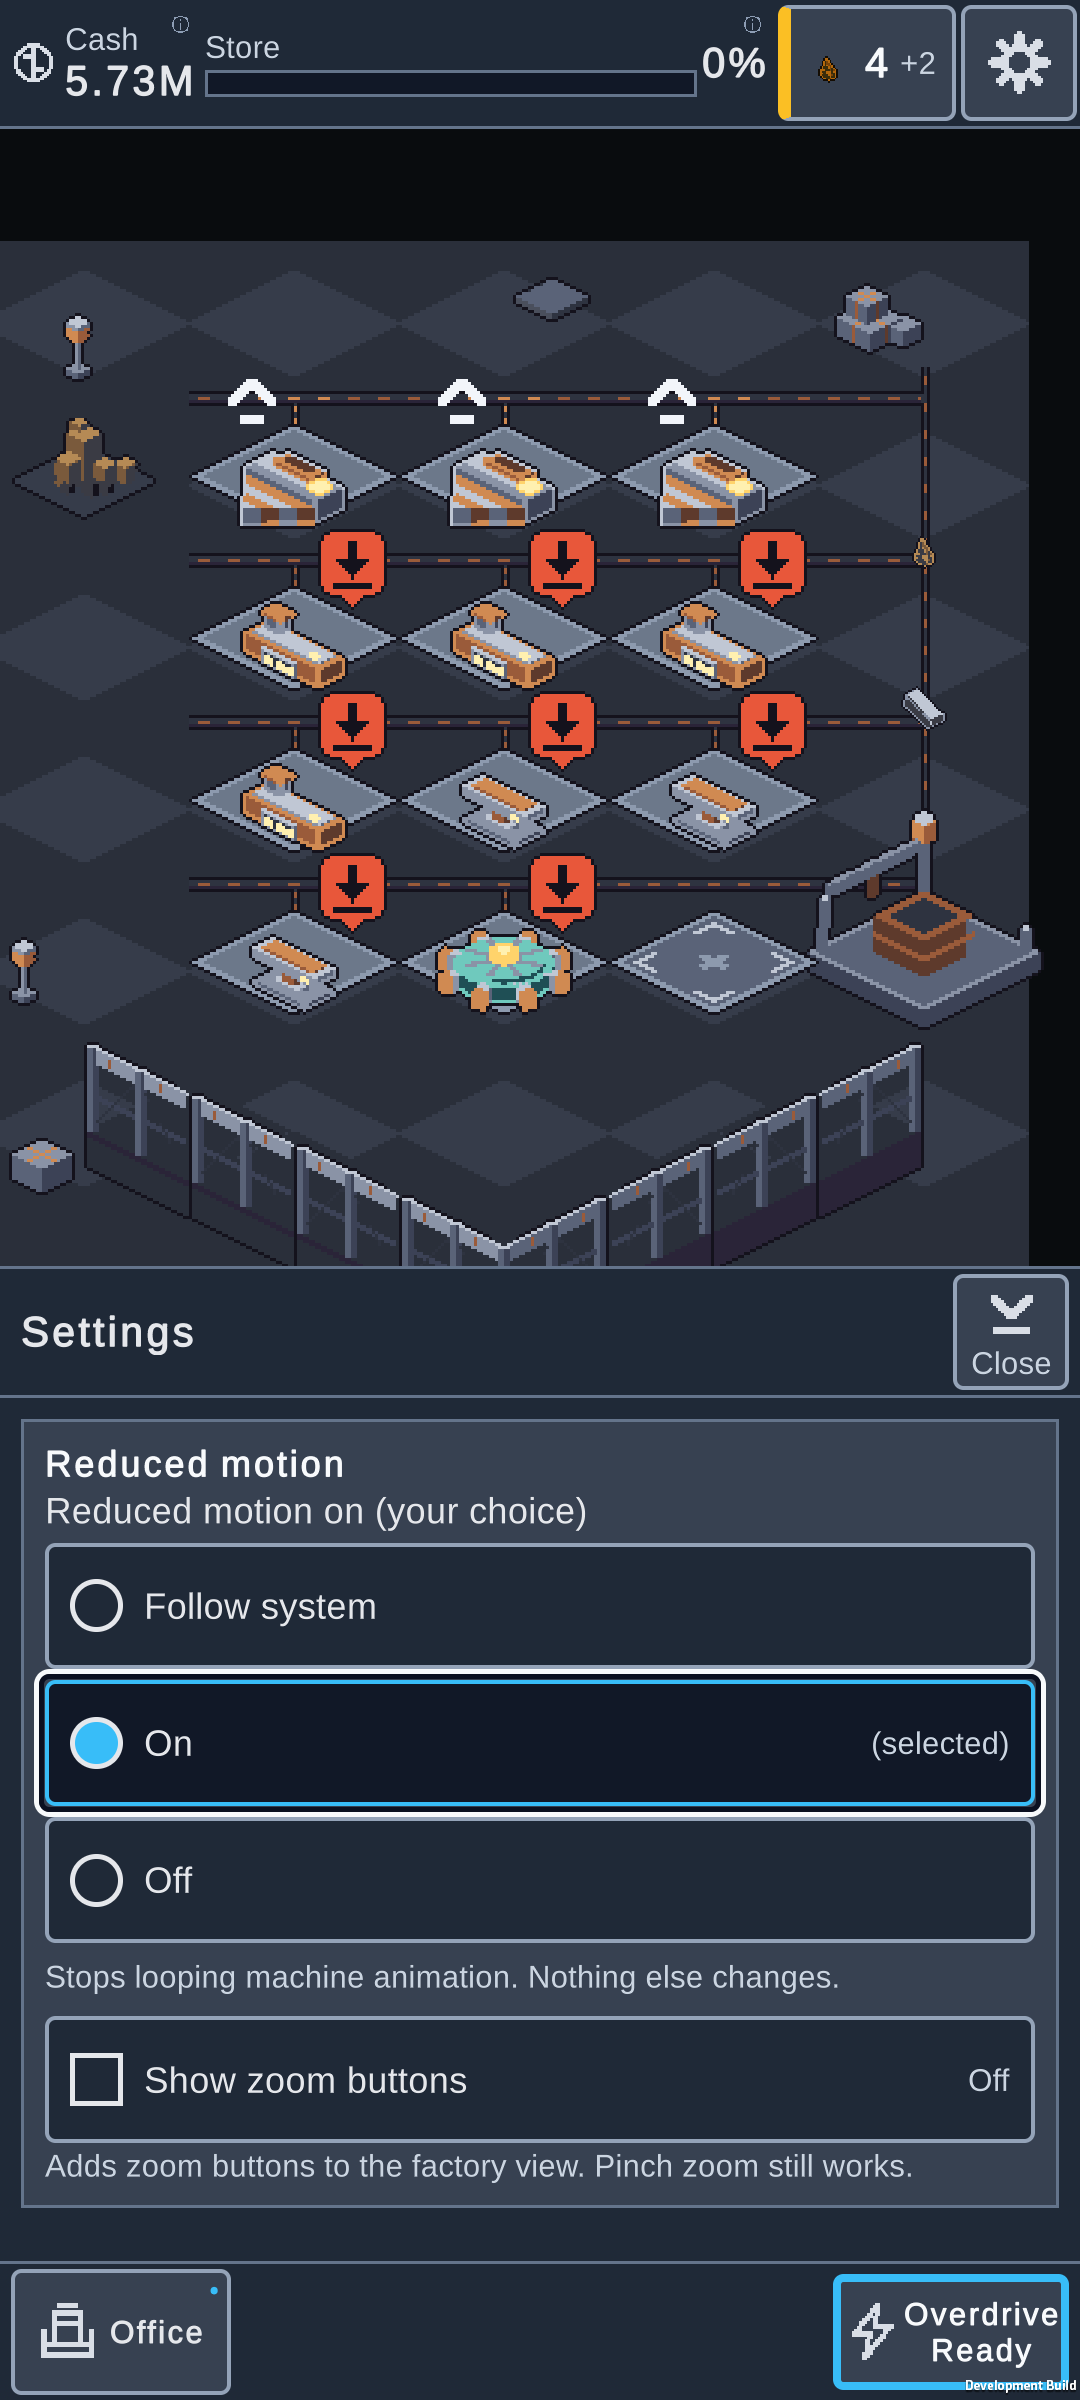 Cash
5.73M
Store
0%
4 +2
Settings
Close
Reduced motion
Reduced motion on (your choice)
Follow system
On (selected)
Off
Stops looping machine animation. Nothing else changes.
Show zoom buttons Off
Adds zoom buttons to the factory view. Pinch zoom still works.
Office
Overdrive
Ready
Development Build